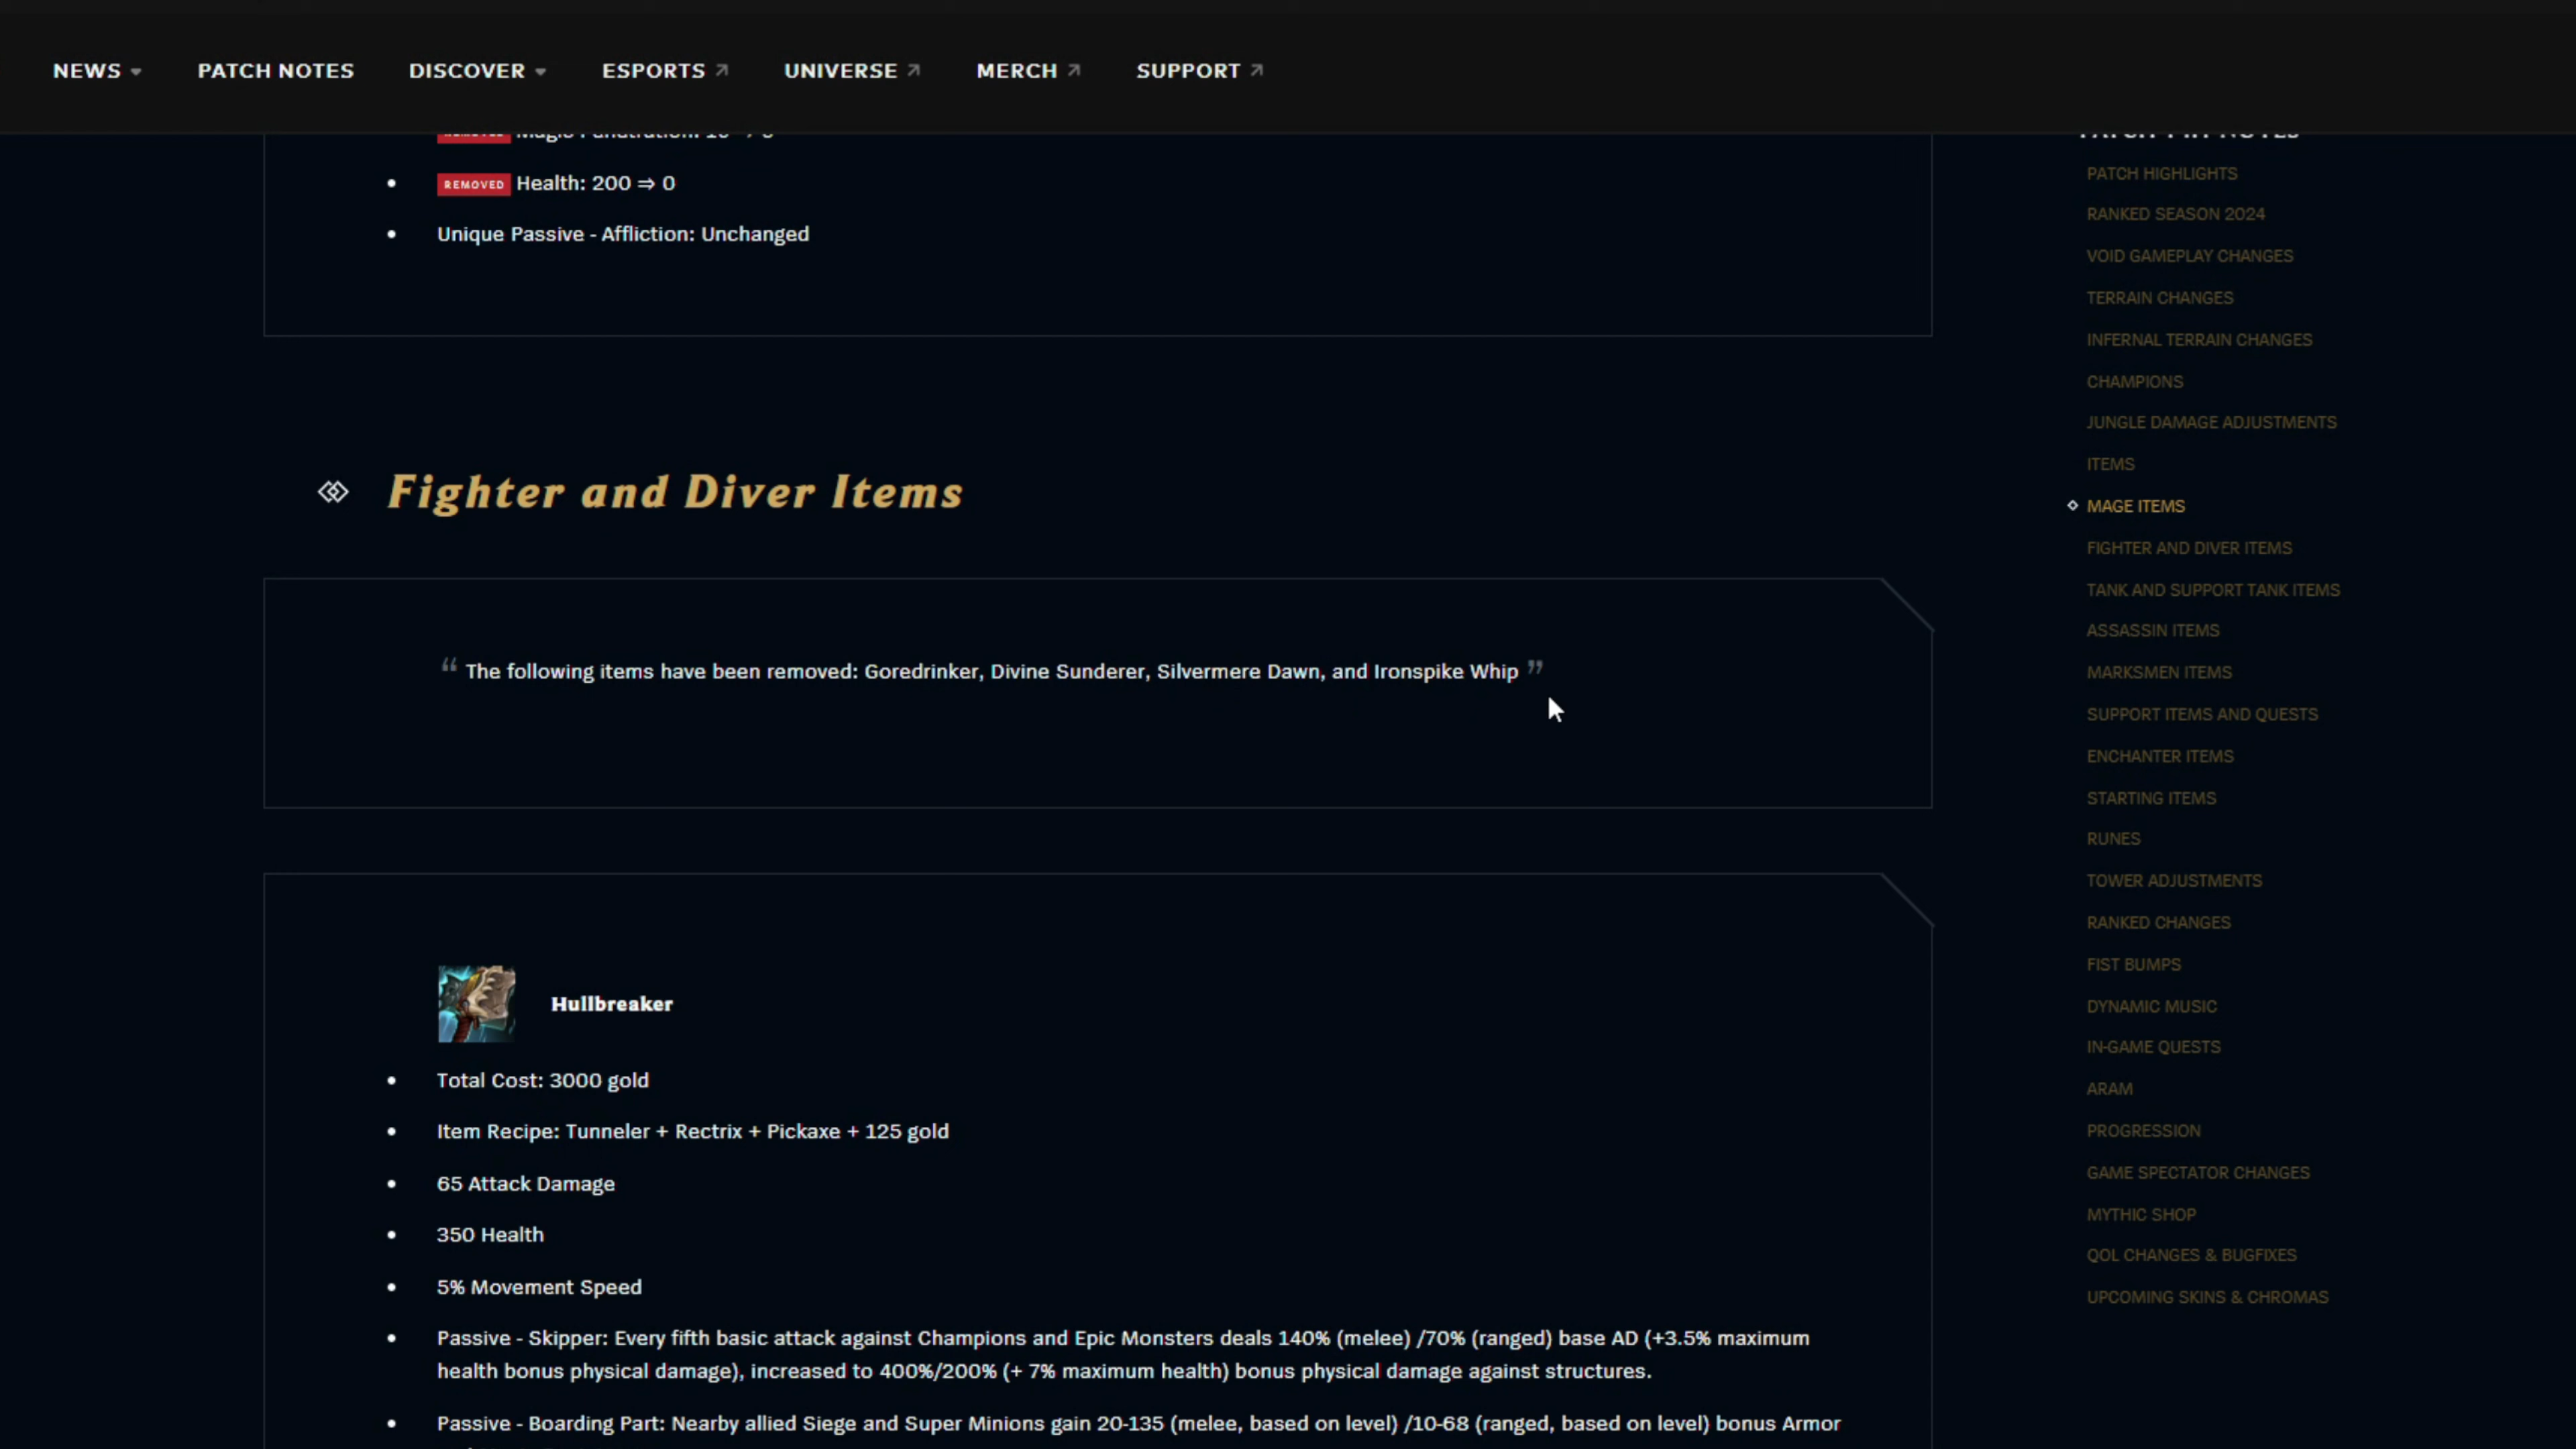 NEWS
PATCH NOTES
DISCOVER
ESPORTS
UNIVERSE
MERCH
SUPPORT
REMOVED Health: 200 ⇒ 0
Unique Passive - Affliction: Unchanged
Fighter and Diver Items
“ The following items have been removed: Goredrinker, Divine Sunderer, Silvermere Dawn, and Ironspike Whip ”
Hullbreaker
Total Cost: 3000 gold
Item Recipe: Tunneler + Rectrix + Pickaxe + 125 gold
65 Attack Damage
350 Health
5% Movement Speed
Passive - Skipper: Every fifth basic attack against Champions and Epic Monsters deals 140% (melee) /70% (ranged) base AD (+3.5% maximum
health bonus physical damage), increased to 400%/200% (+ 7% maximum health) bonus physical damage against structures.
Passive - Boarding Part: Nearby allied Siege and Super Minions gain 20-135 (melee, based on level) /10-68 (ranged, based on level) bonus Armor
PATCH HIGHLIGHTS
RANKED SEASON 2024
VOID GAMEPLAY CHANGES
TERRAIN CHANGES
INFERNAL TERRAIN CHANGES
CHAMPIONS
JUNGLE DAMAGE ADJUSTMENTS
ITEMS
MAGE ITEMS
FIGHTER AND DIVER ITEMS
TANK AND SUPPORT TANK ITEMS
ASSASSIN ITEMS
MARKSMEN ITEMS
SUPPORT ITEMS AND QUESTS
ENCHANTER ITEMS
STARTING ITEMS
RUNES
TOWER ADJUSTMENTS
RANKED CHANGES
FIST BUMPS
DYNAMIC MUSIC
IN-GAME QUESTS
ARAM
PROGRESSION
GAME SPECTATOR CHANGES
MYTHIC SHOP
QOL CHANGES & BUGFIXES
UPCOMING SKINS & CHROMAS